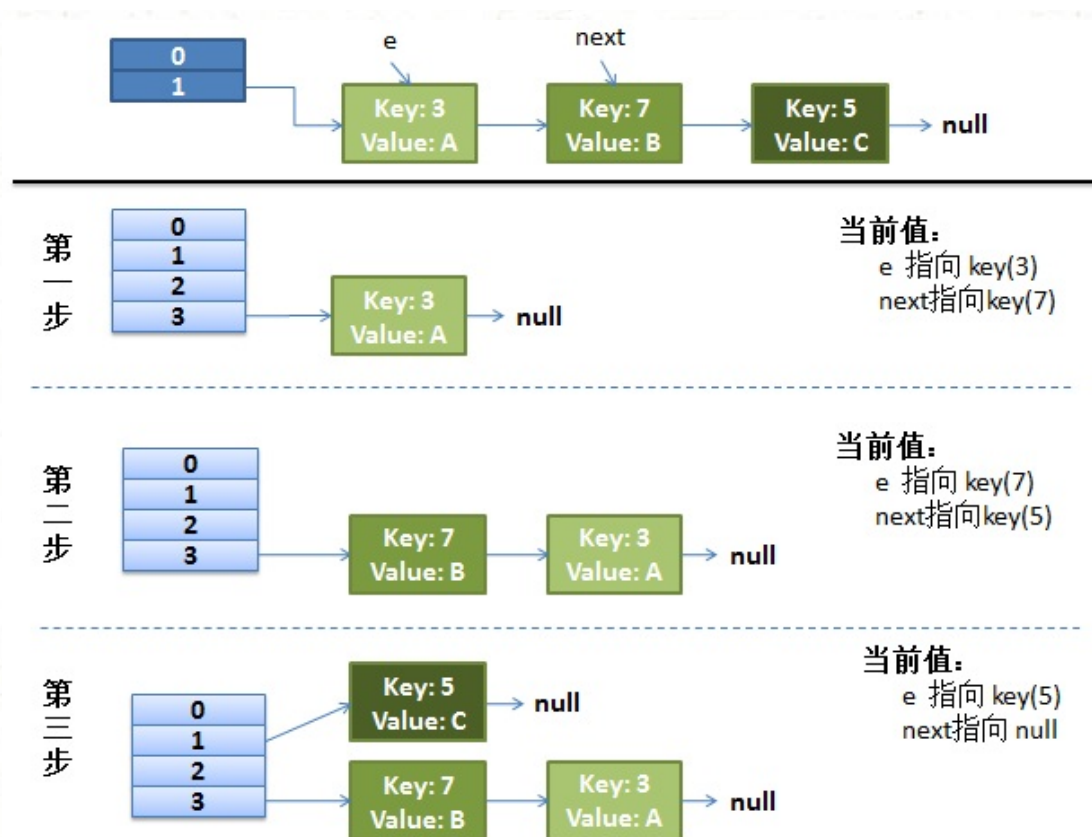 e
next
0
1
Key: 3
Value: A
Key: 7
Value: B
Key: 5
Value: C
null
第一步
0
1
2
3
Key: 3
Value: A
null
当前值：
e 指向 key(3)
next指向key(7)
第二步
0
1
2
3
Key: 7
Value: B
Key: 3
Value: A
null
当前值：
e 指向 key(7)
next指向key(5)
第三步
0
1
2
3
Key: 5
Value: C
null
Key: 7
Value: B
Key: 3
Value: A
null
当前值：
e 指向 key(5)
next指向 null